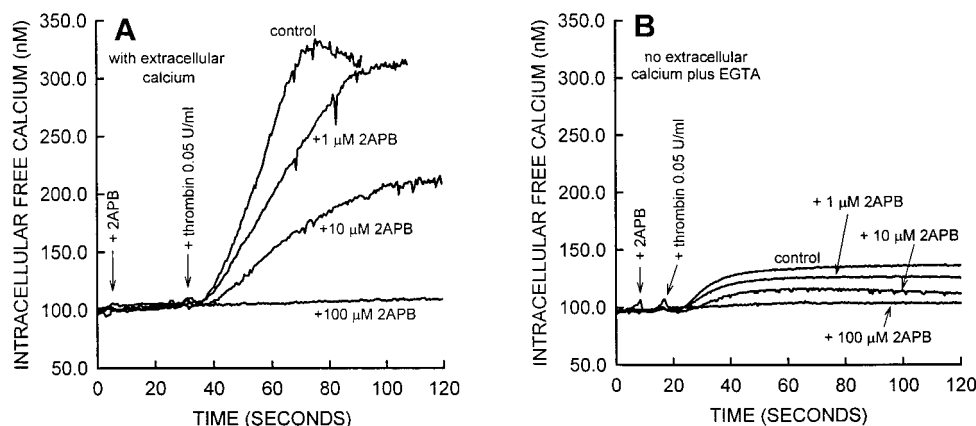 A
with extracellular
calcium
control
+1 μM 2APB
+10 μM 2APB
+100 μM 2APB
+ 2APB
+ thrombin 0.05 U/ml
INTRACELLULAR FREE CALCIUM (nM)
350.0
300.0
250.0
200.0
150.0
100.0
50.0
0 20 40 60 80 100 120
TIME (SECONDS)
B
no extracellular
calcium plus EGTA
+ 2APB
+ thrombin 0.05 U/ml
+ 1 μM 2APB
+ 10 μM 2APB
control
+ 100 μM 2APB
INTRACELLULAR FREE CALCIUM (nM)
350.0
300.0
250.0
200.0
150.0
100.0
50.0
0 20 40 60 80 100 120
TIME (SECONDS)